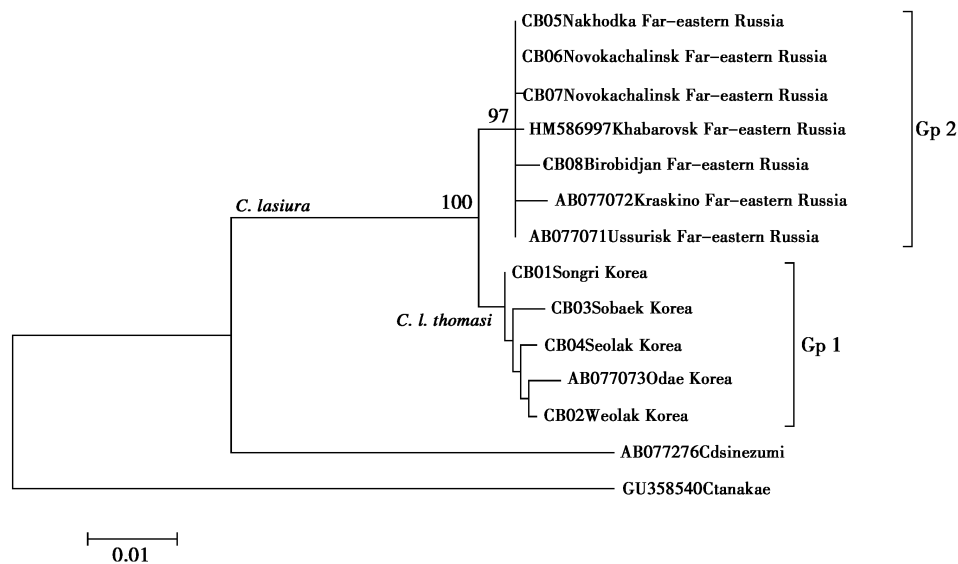 CB05Nakhodka Far-eastern Russia
CB06Novokachalinsk Far-eastern Russia
CB07Novokachalinsk Far-eastern Russia
97
HM586997Khabarovsk Far-eastern Russia
Gp 2
CB08Birobidjan Far-eastern Russia
C. lasiura
100
AB077072Kraskino Far-eastern Russia
AB077071Ussurisk Far-eastern Russia
CB01Songri Korea
CB03Sobaek Korea
C. l. thomasi
CB04Seolak Korea
Gp 1
AB077073Odae Korea
CB02Weolak Korea
AB077276Cdsinezumi
GU358540Ctanakae
0.01